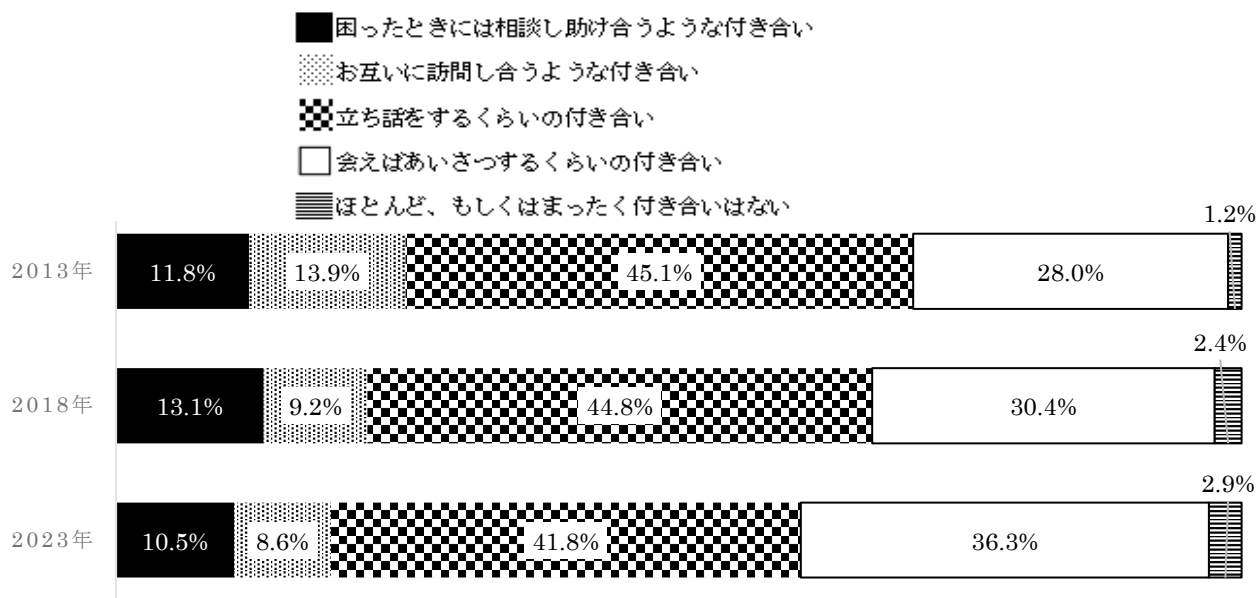 困ったときには相談し助け合うような付き合い
お互いに訪問し合うような付き合い
立ち話をするくらいの付き合い
会えばあいさつするくらいの付き合い
ほとんど、もしくはまったく付き合いはない
1.2%
2013年 11.8% 13.9% 45.1% 28.0%
2.4%
2018年 13.1% 9.2% 44.8% 30.4%
2.9%
2023年 10.5% 8.6% 41.8% 36.3%